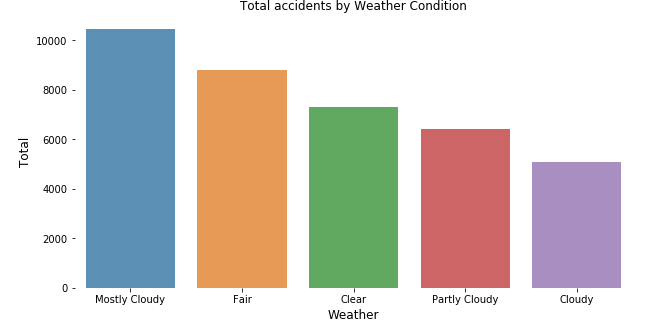 Total accidents by Weather Condition
10000
8000
6000
4000
2000
0
Total
Mostly Cloudy Fair Clear Partly Cloudy Cloudy
Weather